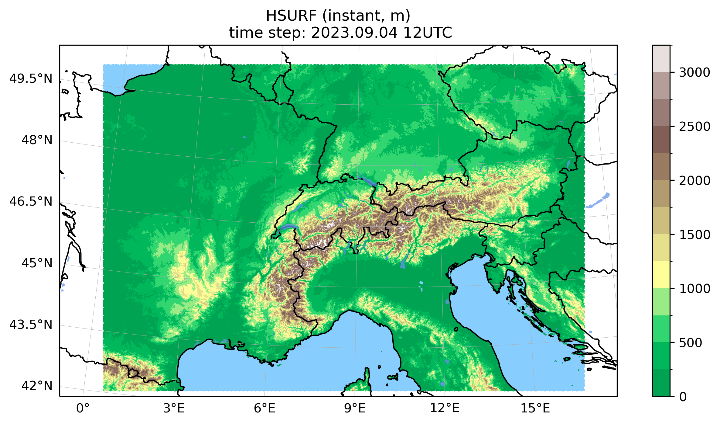 HSURF (instant, m)
time step: 2023.09.04 12UTC
49.5°N
48°N
46.5°N
45°N
43.5°N
42°N
0°
3°E
6°E
9°E
12°E
15°E
3000
2500
2000
1500
1000
500
0